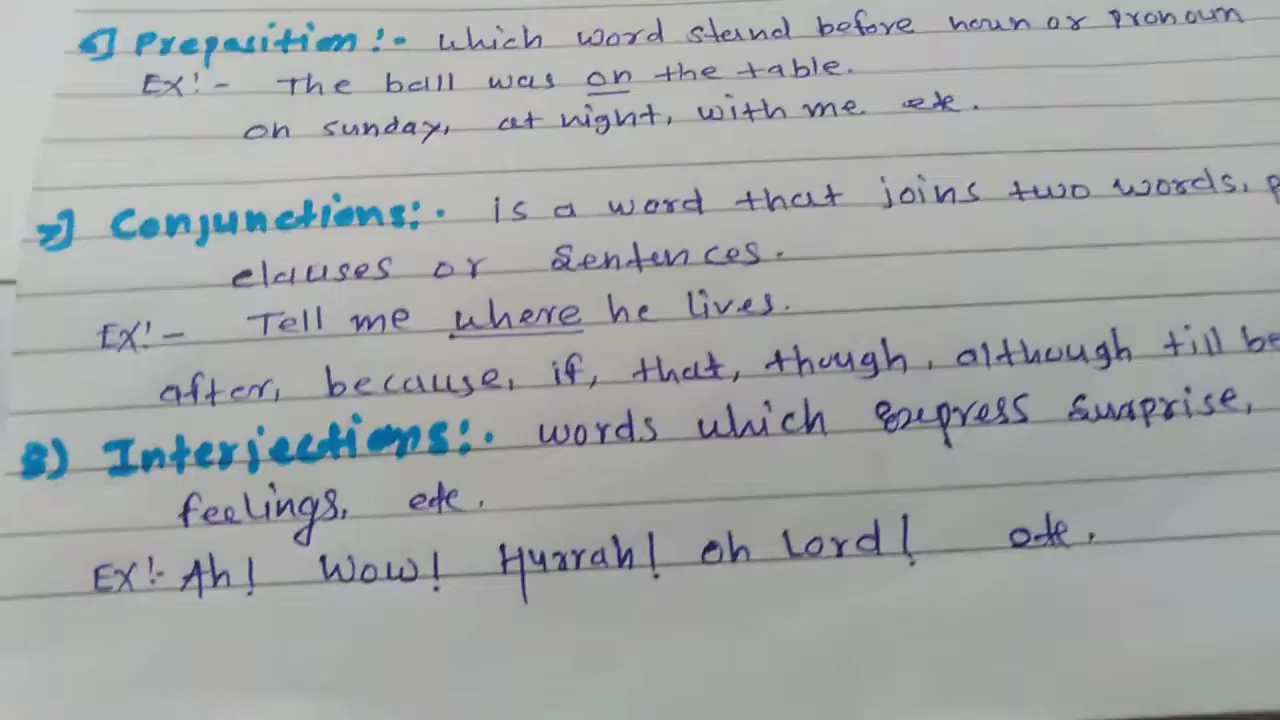 6] Preposition:- which word stand before noun or pronoun
EX:- The ball was on the table.
on sunday, at night, with me etc.
7] Conjunctions:- is a word that joins two words, p
clauses or Sentences.
EX:- Tell me where he lives.
after, because, if, that, though, although till be
8) Interjections:- words which express surprise,
feelings, etc.
EX:- Ah! Wow! Hurrah! oh Lord! etc.